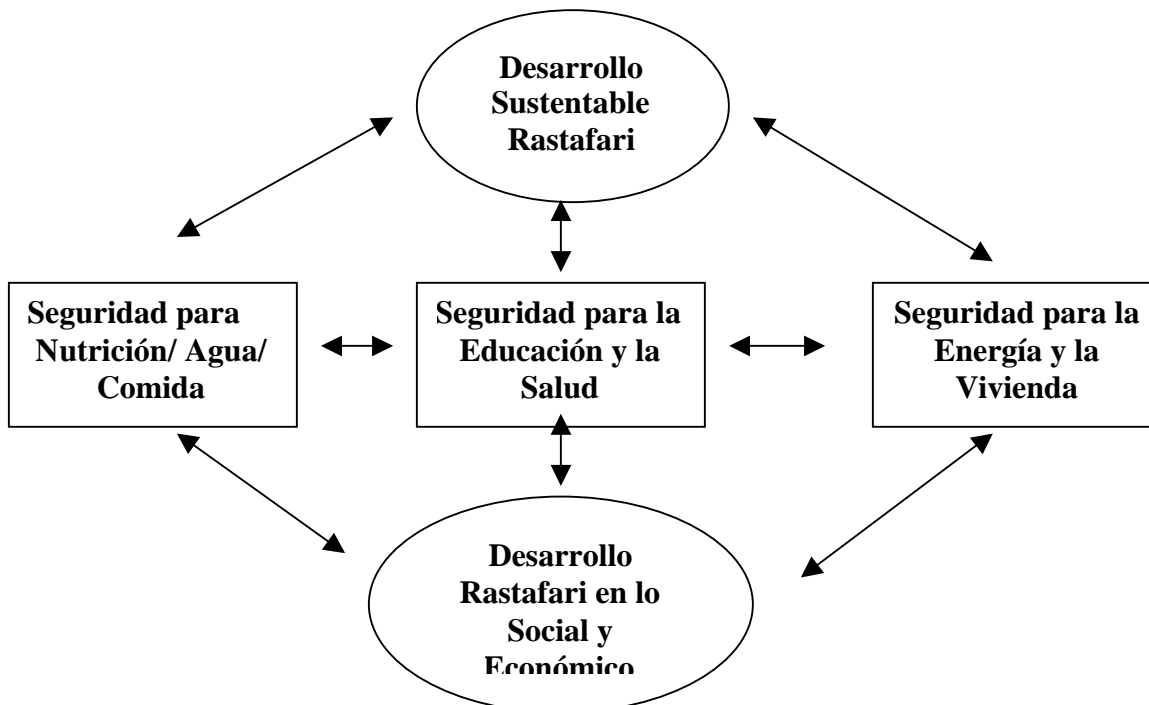 Desarrollo
Sustentable
Rastafari
Seguridad para
Nutrición/ Agua/
Comida
Seguridad para la
Educación y la
Salud
Seguridad para la
Energía y la
Vivienda
Desarrollo
Rastafari en lo
Social y
Económico